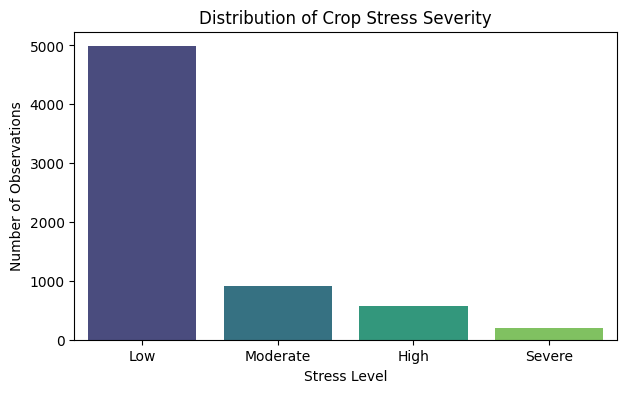 Distribution of Crop Stress Severity
Number of Observations
5000
4000
3000
2000
1000
0
Low Moderate High Severe
Stress Level